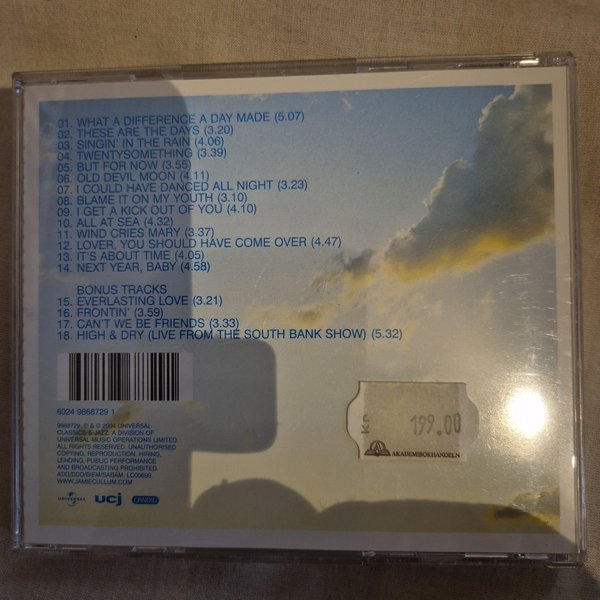 01. WHAT A DIFFERENCE A DAY MADE (5.07)
02. THESE ARE THE DAYS (3.20)
03. SINGIN' IN THE RAIN (4.06)
04. TWENTYSOMETHING (3.39)
05. BUT FOR NOW (3.55)
06. OLD DEVIL MOON (4.11)
07. I COULD HAVE DANCED ALL NIGHT (3.23)
08. BLAME IT ON MY YOUTH (3.10)
09. I GET A KICK OUT OF YOU (4.10)
10. ALL AT SEA (4.32)
11. WIND CRIES MARY (3.37)
12. LOVER, YOU SHOULD HAVE COME OVER (4.47)
13. IT'S ABOUT TIME (4.05)
14. NEXT YEAR, BABY (4.58)
BONUS TRACKS
15. EVERLASTING LOVE (3.21)
16. FRONTIN' (3.59)
17. CAN'T WE BE FRIENDS (3.33)
18. HIGH & DRY (LIVE FROM THE SOUTH BANK SHOW) (5.32)
6024 9868729 1
9868729. ℗ & © 2004 UNIVERSAL
CLASSICS & JAZZ. A DIVISION OF
UNIVERSAL MUSIC OPERATIONS LIMITED.
ALL RIGHTS RESERVED. UNAUTHORISED
COPYING, REPRODUCTION, HIRING,
LENDING, PUBLIC PERFORMANCE
AND BROADCASTING PROHIBITED.
ADD/DDD/BIEM/SABAM. LC00699
WWW.JAMIECULLUM.COM
UNIVERSAL
ucj
CANDID
Kr
199.00
AKADEMIBOKHANDELN